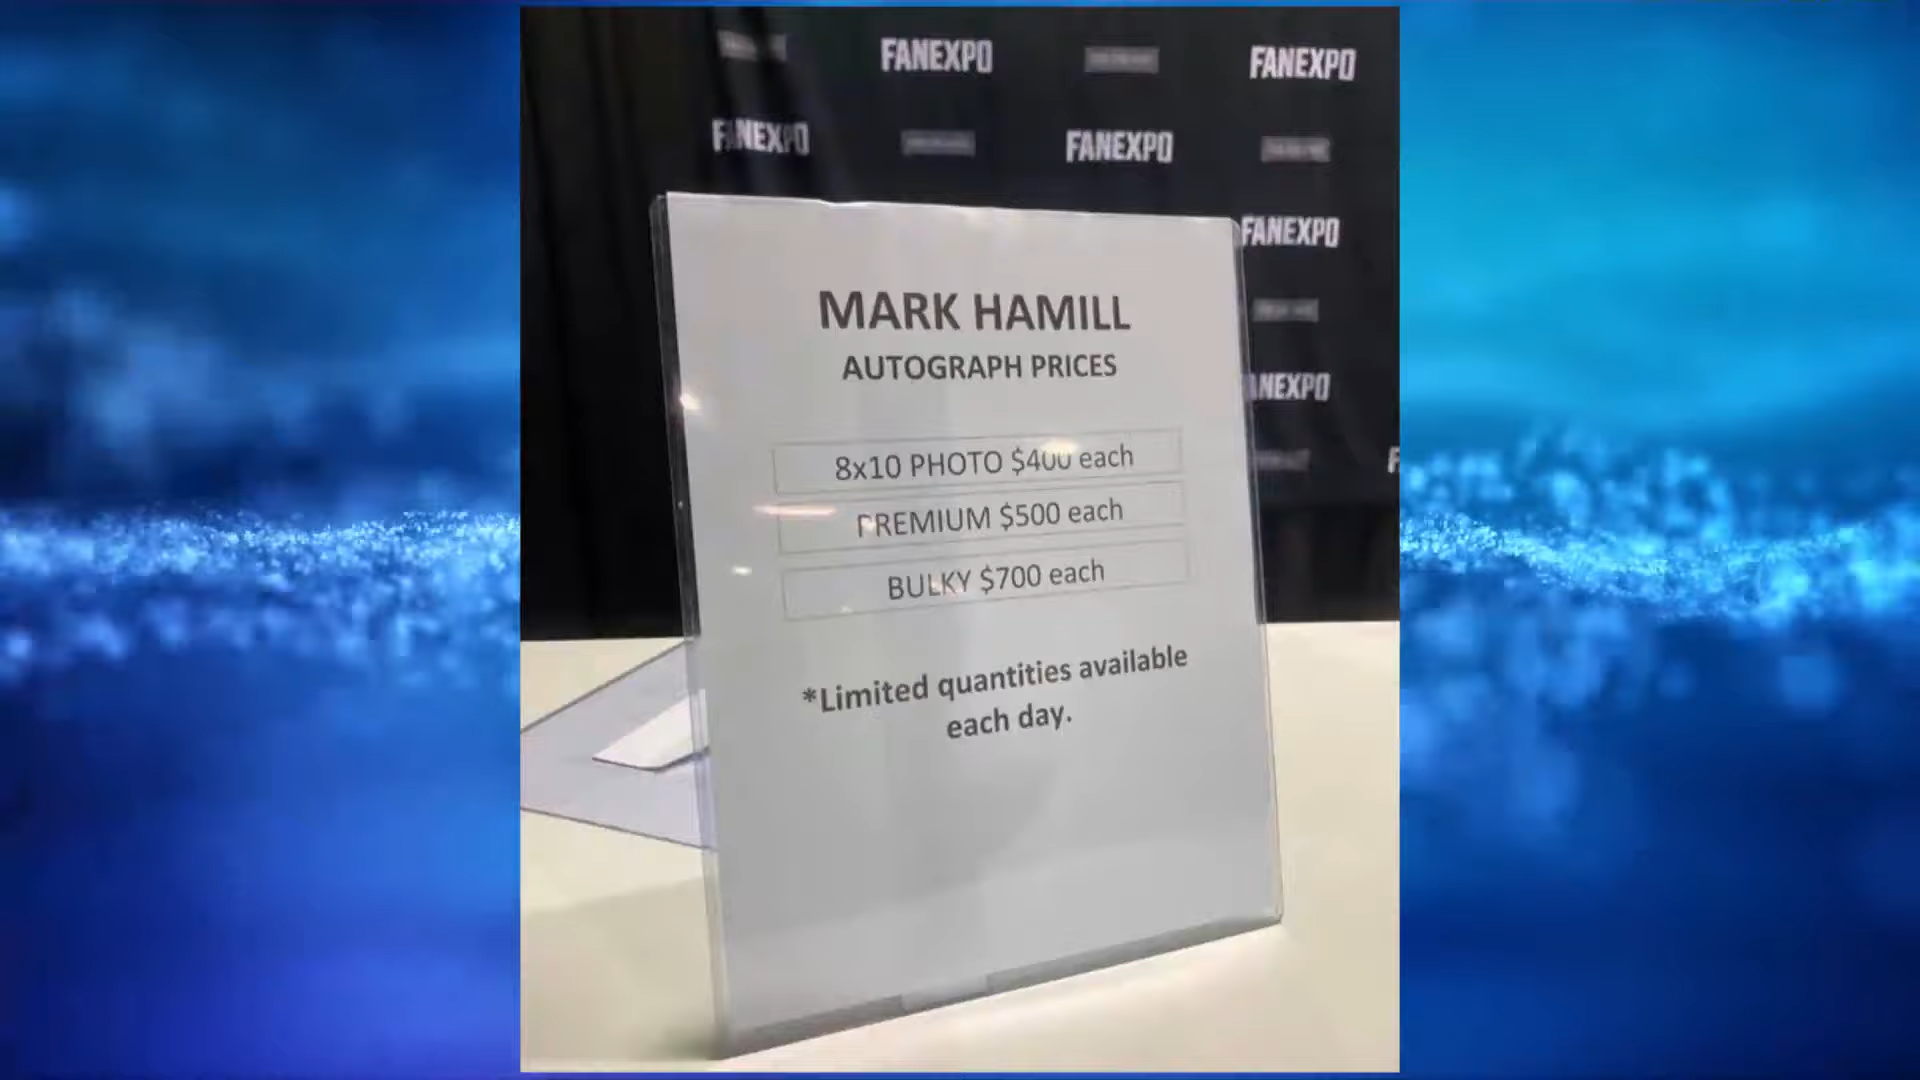 FANEXPO
FANEXPO
FANEXPO
FANEXPO
FANEXPO
MARK HAMILL
AUTOGRAPH PRICES
ANEXPO
8x10 PHOTO $400 each
PREMIUM $500 each
BULKY $700 each
*Limited quantities available
each day.